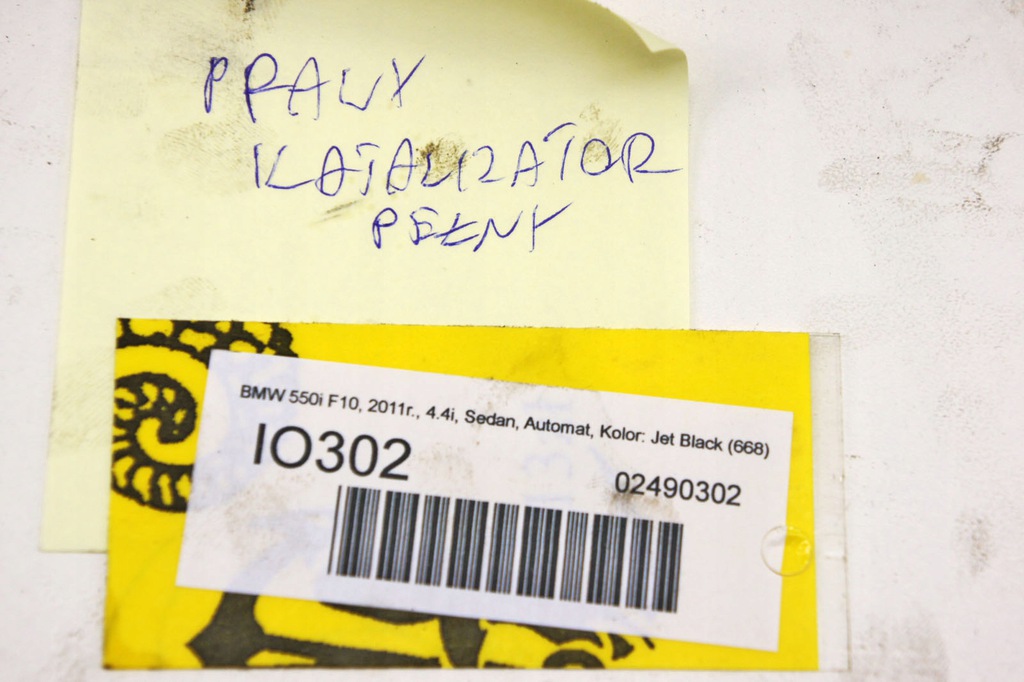 PRAWY
KATALIZATOR
PEŁNY
BMW 550i F10, 2011r., 4.4i, Sedan, Automat, Kolor: Jet Black (668)
IO302
02490302